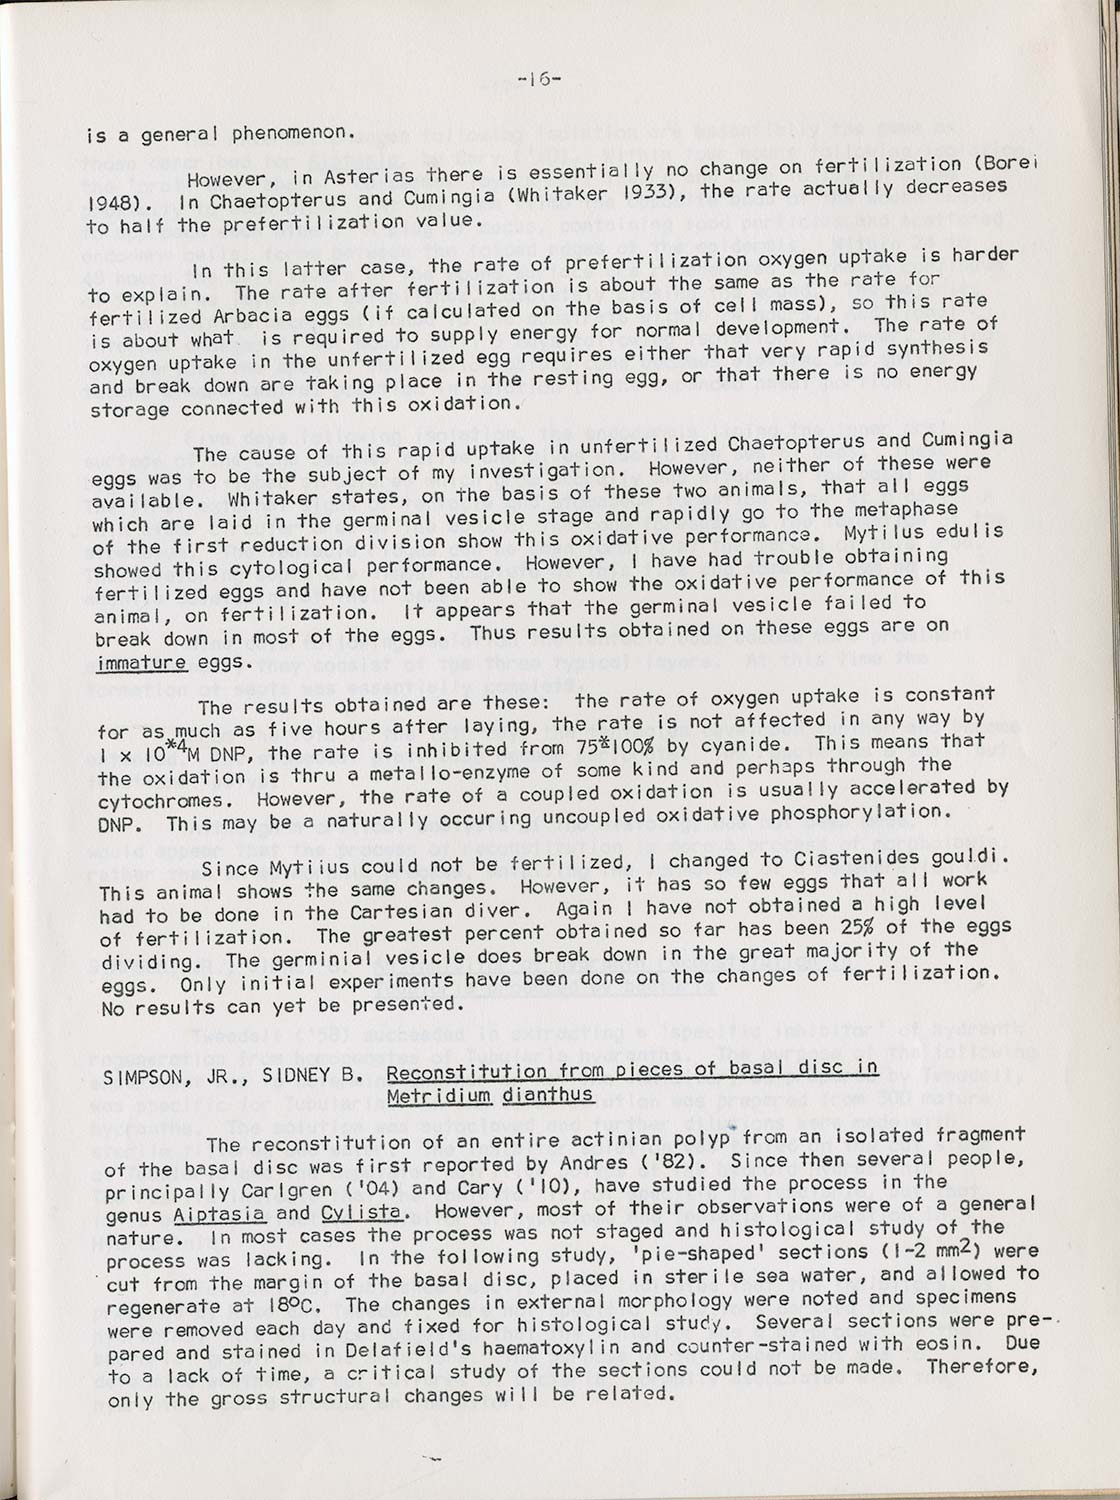 -16-
is a general phenomenon.
However, in Asterias there is essentially no change on fertilization (Borei
1948). In Chaetopterus and Cumingia (Whitaker 1933), the rate actually decreases
to half the prefertilization value.
In this latter case, the rate of prefertilization oxygen uptake is harder
to explain. The rate after fertilization is about the same as the rate for
fertilized Arbacia eggs (if calculated on the basis of cell mass), so this rate
is about what is required to supply energy for normal development. The rate of
oxygen uptake in the unfertilized egg requires either that very rapid synthesis
and break down are taking place in the resting egg, or that there is no energy
storage connected with this oxidation.
The cause of this rapid uptake in unfertilized Chaetopterus and Cumingia
eggs was to be the subject of my investigation. However, neither of these were
available. Whitaker states, on the basis of these two animals, that all eggs
which are laid in the germinal vesicle stage and rapidly go to the metaphase
of the first reduction division show this oxidative performance. Mytilus edulis
showed this cytological performance. However, I have had trouble obtaining
fertilized eggs and have not been able to show the oxidative performance of this
animal, on fertilization. It appears that the germinal vesicle failed to
break down in most of the eggs. Thus results obtained on these eggs are on
immature eggs.
The results obtained are these: the rate of oxygen uptake is constant
for as much as five hours after laying, the rate is not affected in any way by
1 x 10*4M DNP, the rate is inhibited from 75*100% by cyanide. This means that
the oxidation is thru a metallo-enzyme of some kind and perhaps through the
cytochromes. However, the rate of a coupled oxidation is usually accelerated by
DNP. This may be a naturally occuring uncoupled oxidative phosphorylation.
Since Mytilus could not be fertilized, I changed to Clastenides gouldi.
This animal shows the same changes. However, it has so few eggs that all work
had to be done in the Cartesian diver. Again I have not obtained a high level
of fertilization. The greatest percent obtained so far has been 25% of the eggs
dividing. The germinial vesicle does break down in the great majority of the
eggs. Only initial experiments have been done on the changes of fertilization.
No results can yet be presented.
SIMPSON, JR., SIDNEY B. Reconstitution from pieces of basal disc in
Metridium dianthus
The reconstitution of an entire actinian polyp from an isolated fragment
of the basal disc was first reported by Andres ('82). Since then several people,
principally Carlgren ('04) and Cary ('10), have studied the process in the
genus Aiptasia and Cylista. However, most of their observations were of a general
nature. In most cases the process was not staged and histological study of the
process was lacking. In the following study, 'pie-shaped' sections (1-2 mm2) were
cut from the margin of the basal disc, placed in sterile sea water, and allowed to
regenerate at 18°C. The changes in external morphology were noted and specimens
were removed each day and fixed for histological study. Several sections were pre-
pared and stained in Delafield's haematoxylin and counter-stained with eosin. Due
to a lack of time, a critical study of the sections could not be made. Therefore,
only the gross structural changes will be related.